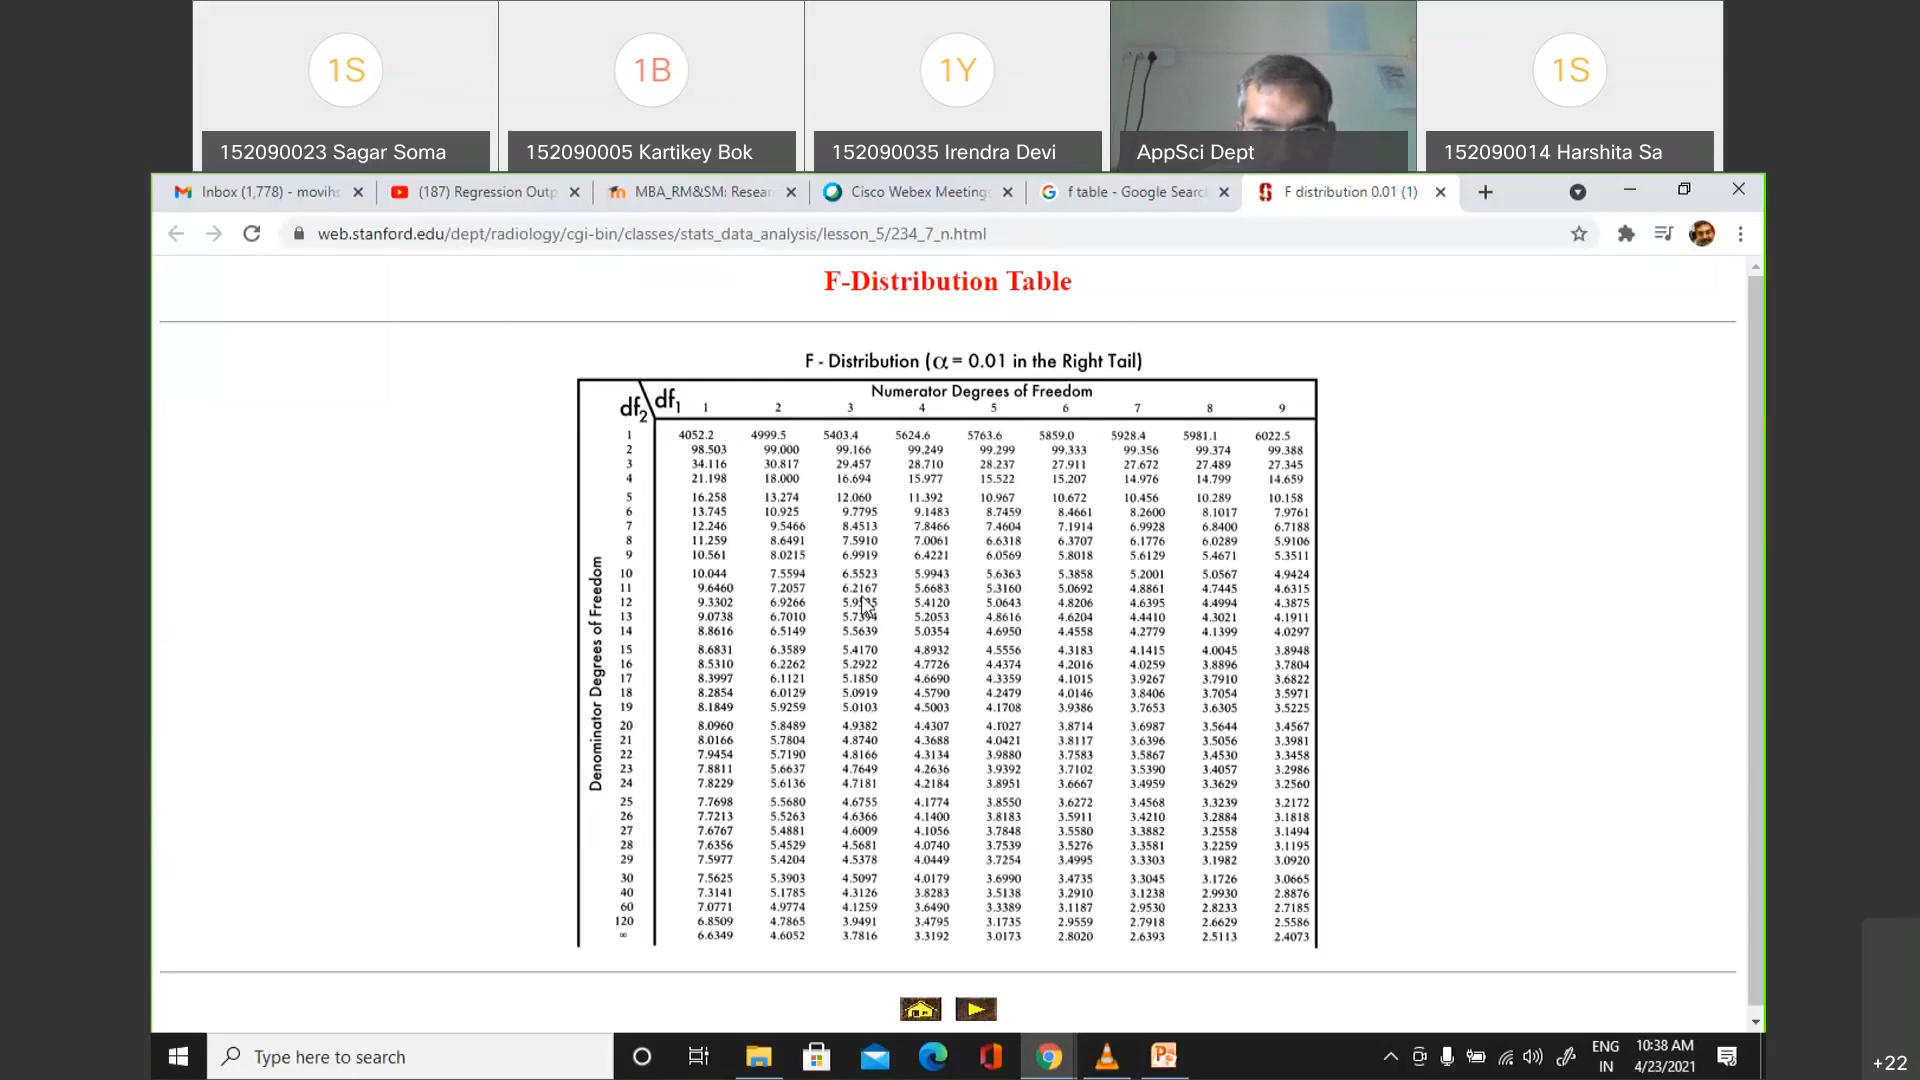 1S
1B
1Y
1S
152090023 Sagar Soma
152090005 Kartikey Bok
152090035 Irendra Devi
AppSci Dept
152090014 Harshita Sa
Inbox (1,778) - movihs
(187) Regression Outp
MBA_RM&SM: Resear
Cisco Webex Meeting
f table - Google Search
F distribution 0.01 (1)
web.stanford.edu/dept/radiology/cgi-bin/classes/stats_data_analysis/lesson_5/234_7_n.html
F-Distribution Table
F - Distribution (α = 0.01 in the Right Tail)
Numerator Degrees of Freedom
df₂ df₁ 1 2 3 4 5 6 7 8 9
Denominator Degrees of Freedom
1 4052.2 4999.5 5403.4 5624.6 5763.6 5859.0 5928.4 5981.1 6022.5
2 98.503 99.000 99.166 99.249 99.299 99.333 99.356 99.374 99.388
3 34.116 30.817 29.457 28.710 28.237 27.911 27.672 27.489 27.345
4 21.198 18.000 16.694 15.977 15.522 15.207 14.976 14.799 14.659
5 16.258 13.274 12.060 11.392 10.967 10.672 10.456 10.289 10.158
6 13.745 10.925 9.7795 9.1483 8.7459 8.4661 8.2600 8.1017 7.9761
7 12.246 9.5466 8.4513 7.8466 7.4604 7.1914 6.9928 6.8400 6.7188
8 11.259 8.6491 7.5910 7.0061 6.6318 6.3707 6.1776 6.0289 5.9106
9 10.561 8.0215 6.9919 6.4221 6.0569 5.8018 5.6129 5.4671 5.3511
10 10.044 7.5594 6.5523 5.9943 5.6363 5.3858 5.2001 5.0567 4.9424
11 9.6460 7.2057 6.2167 5.6683 5.3160 5.0692 4.8861 4.7445 4.6315
12 9.3302 6.9266 5.4120 5.0643 4.8206 4.6395 4.4994 4.3875
13 9.0738 6.7010 5.7394 5.2053 4.8616 4.6204 4.4410 4.3021 4.1911
14 8.8616 6.5149 5.5639 5.0354 4.6950 4.4558 4.2779 4.1399 4.0297
15 8.6831 6.3589 5.4170 4.8932 4.5556 4.3183 4.1415 4.0045 3.8948
16 8.5310 6.2262 5.2922 4.7726 4.4374 4.2016 4.0259 3.8896 3.7804
17 8.3997 6.1121 5.1850 4.6690 4.3359 4.1015 3.9267 3.7910 3.6822
18 8.2854 6.0129 5.0919 4.5790 4.2479 4.0146 3.8406 3.7054 3.5971
19 8.1849 5.9259 5.0103 4.5003 4.1708 3.9386 3.7653 3.6305 3.5225
20 8.0960 5.8489 4.9382 4.4307 4.1027 3.8714 3.6987 3.5644 3.4567
21 8.0166 5.7804 4.8740 4.3688 4.0421 3.8117 3.6396 3.5056 3.3981
22 7.9454 5.7190 4.8166 4.3134 3.9880 3.7583 3.5867 3.4530 3.3458
23 7.8811 5.6637 4.7649 4.2636 3.9392 3.7102 3.5390 3.4057 3.2986
24 7.8229 5.6136 4.7181 4.2184 3.8951 3.6667 3.4959 3.3629 3.2560
25 7.7698 5.5680 4.6755 4.1774 3.8550 3.6272 3.4568 3.3239 3.2172
26 7.7213 5.5263 4.6366 4.1400 3.8183 3.5911 3.4210 3.2884 3.1818
27 7.6767 5.4881 4.6009 4.1056 3.7848 3.5580 3.3882 3.2558 3.1494
28 7.6356 5.4529 4.5681 4.0740 3.7539 3.5276 3.3581 3.2259 3.1195
29 7.5977 5.4204 4.5378 4.0449 3.7254 3.4995 3.3303 3.1982 3.0920
30 7.5625 5.3903 4.5097 4.0179 3.6990 3.4735 3.3045 3.1726 3.0665
40 7.3141 5.1785 4.3126 3.8283 3.5138 3.2910 3.1238 2.9930 2.8876
60 7.0771 4.9774 4.1259 3.6490 3.3389 3.1187 2.9530 2.8233 2.7185
120 6.8509 4.7865 3.9491 3.4795 3.1735 2.9559 2.7918 2.6629 2.5586
∞ 6.6349 4.6052 3.7816 3.3192 3.0173 2.8020 2.6393 2.5113 2.4073
Type here to search
ENG
IN
10:38 AM
4/23/2021
+22